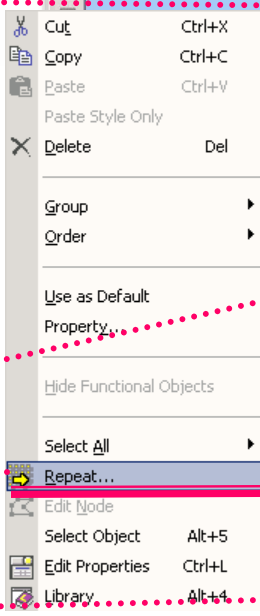 Cut Ctrl+X
Copy Ctrl+C
Paste Ctrl+V
Paste Style Only
Delete Del
Group
Order
Use as Default
Property...
Hide Functional Objects
Select All
Repeat...
Edit Node
Select Object Alt+5
Edit Properties Ctrl+L
Library Alt+4